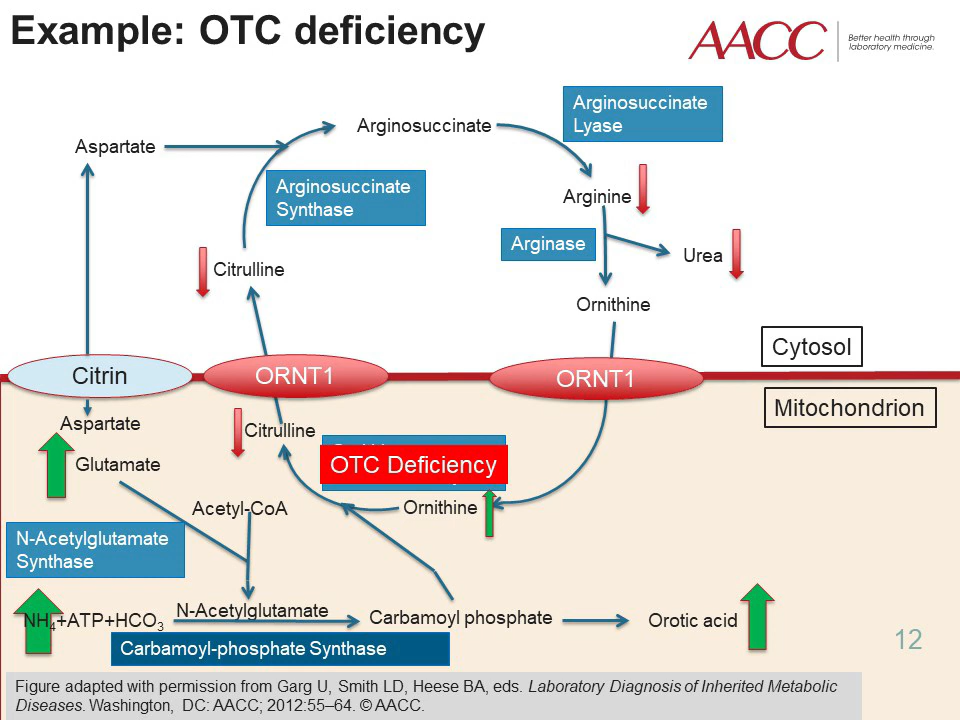 Example: OTC deficiency
AACC
Better health through
laboratory medicine.
Arginosuccinate
Lyase
Arginosuccinate
Aspartate
Arginosuccinate
Synthase
Arginine
Arginase
Urea
Citrulline
Ornithine
Cytosol
Citrin
ORNT1
ORNT1
Mitochondrion
Aspartate
Citrulline
OTC Deficiency
Glutamate
Acetyl-CoA
Ornithine
N-Acetylglutamate
Synthase
NH4+ATP+HCO3
N-Acetylglutamate
Carbamoyl phosphate
Orotic acid
Carbamoyl-phosphate Synthase
12
Figure adapted with permission from Garg U, Smith LD, Heese BA, eds. Laboratory Diagnosis of Inherited Metabolic
Diseases. Washington, DC: AACC; 2012:55–64. © AACC.